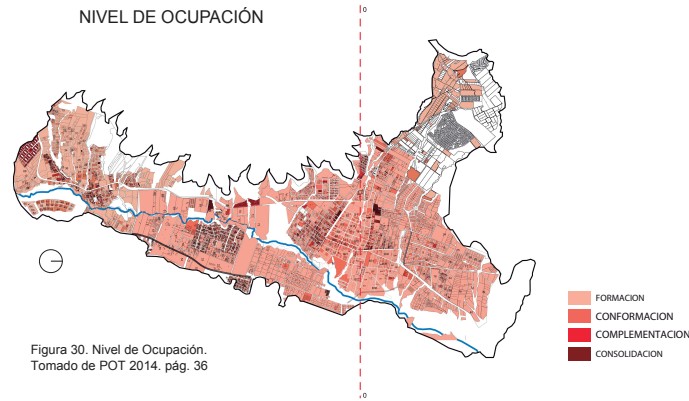 NIVEL DE OCUPACIÓN
0
FORMACION
CONFORMACION
COMPLEMENTACION
CONSOLIDACION
Figura 30. Nivel de Ocupación.
Tomado de POT 2014. pág. 36
0